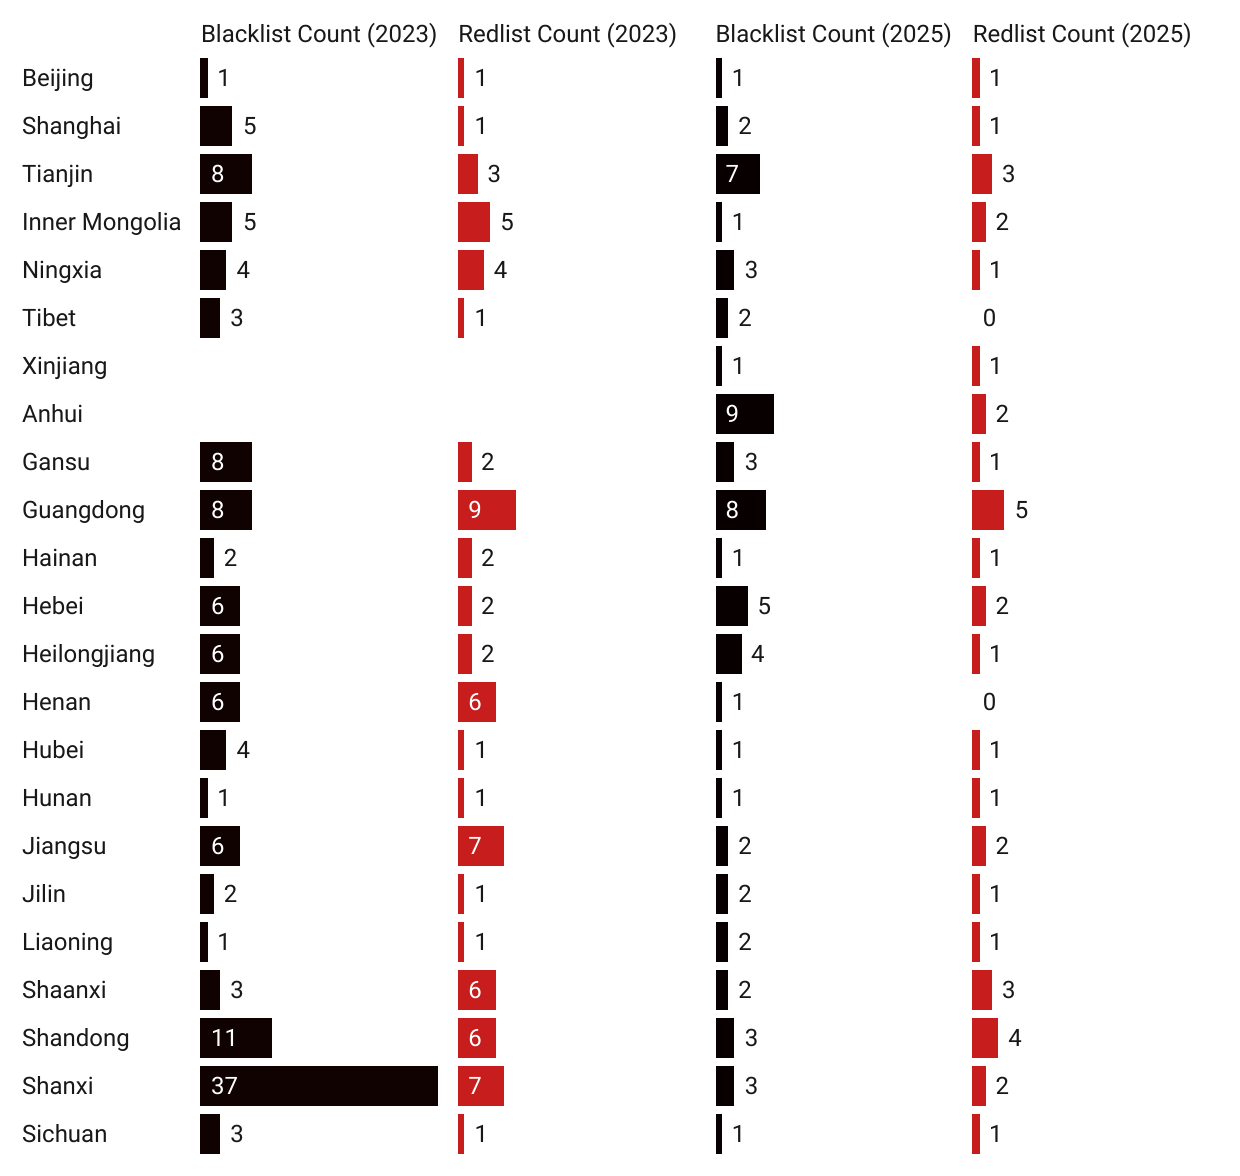 Blacklist Count (2023) Redlist Count (2023) Blacklist Count (2025) Redlist Count (2025)
Beijing 1 1 1 1
Shanghai 5 1 2 1
Tianjin 8 3 7 3
Inner Mongolia 5 5 1 2
Ningxia 4 4 3 1
Tibet 3 1 2 0
Xinjiang 1 1
Anhui 9 2
Gansu 8 2 3 1
Guangdong 8 9 8 5
Hainan 2 2 1 1
Hebei 6 2 5 2
Heilongjiang 6 2 4 1
Henan 6 6 1 0
Hubei 4 1 1 1
Hunan 1 1 1 1
Jiangsu 6 7 2 2
Jilin 2 1 2 1
Liaoning 1 1 2 1
Shaanxi 3 6 2 3
Shandong 11 6 3 4
Shanxi 37 7 3 2
Sichuan 3 1 1 1